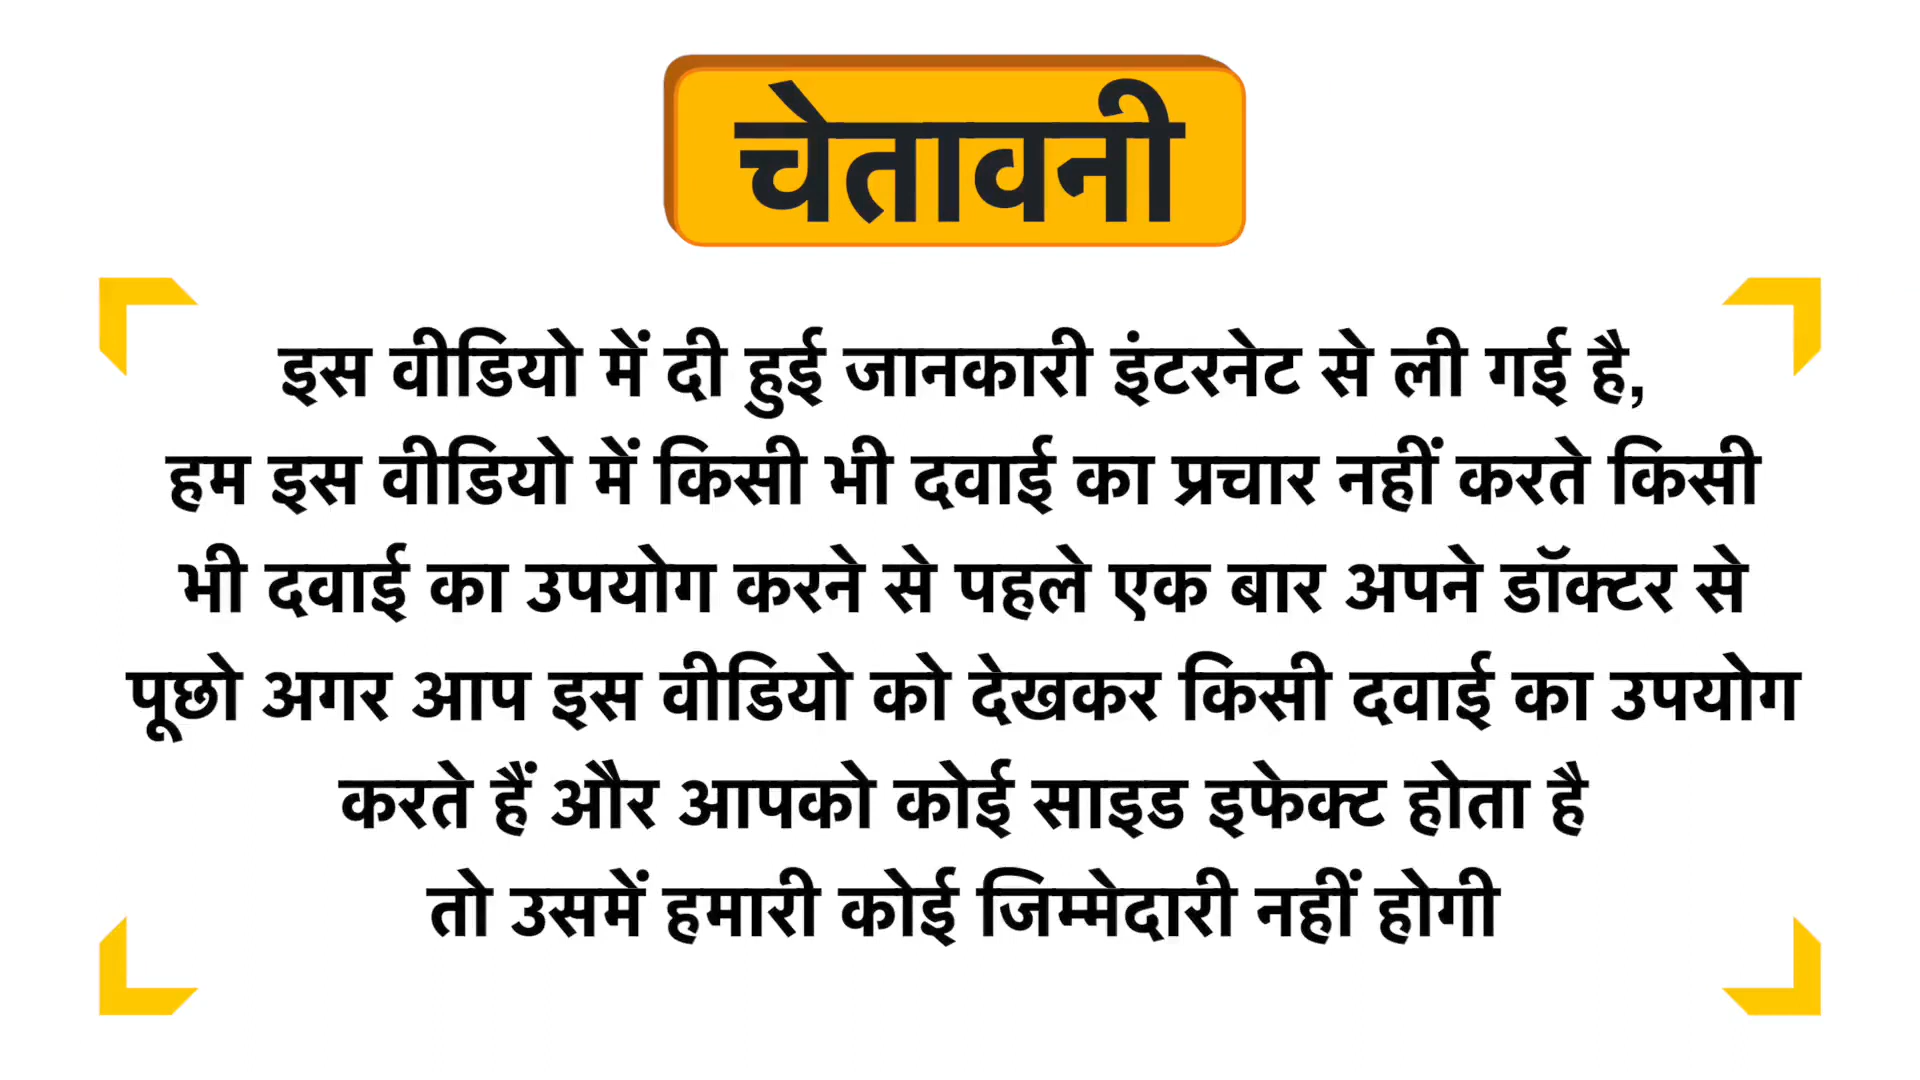 चेतावनी
इस वीडियो में दी हुई जानकारी इंटरनेट से ली गई है,
हम इस वीडियो में किसी भी दवाई का प्रचार नहीं करते किसी
भी दवाई का उपयोग करने से पहले एक बार अपने डॉक्टर से
पूछो अगर आप इस वीडियो को देखकर किसी दवाई का उपयोग
करते हैं और आपको कोई साइड इफेक्ट होता है
तो उसमें हमारी कोई जिम्मेदारी नहीं होगी